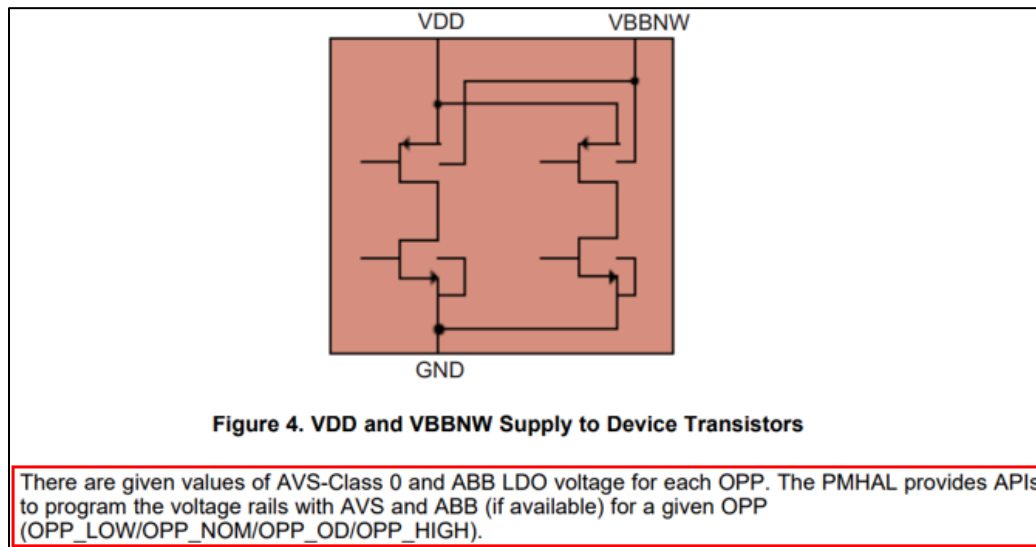 VDD VBBNW
GND
Figure 4. VDD and VBBNW Supply to Device Transistors
There are given values of AVS-Class 0 and ABB LDO voltage for each OPP. The PMHAL provides APIs
to program the voltage rails with AVS and ABB (if available) for a given OPP
(OPP_LOW/OPP_NOM/OPP_OD/OPP_HIGH).